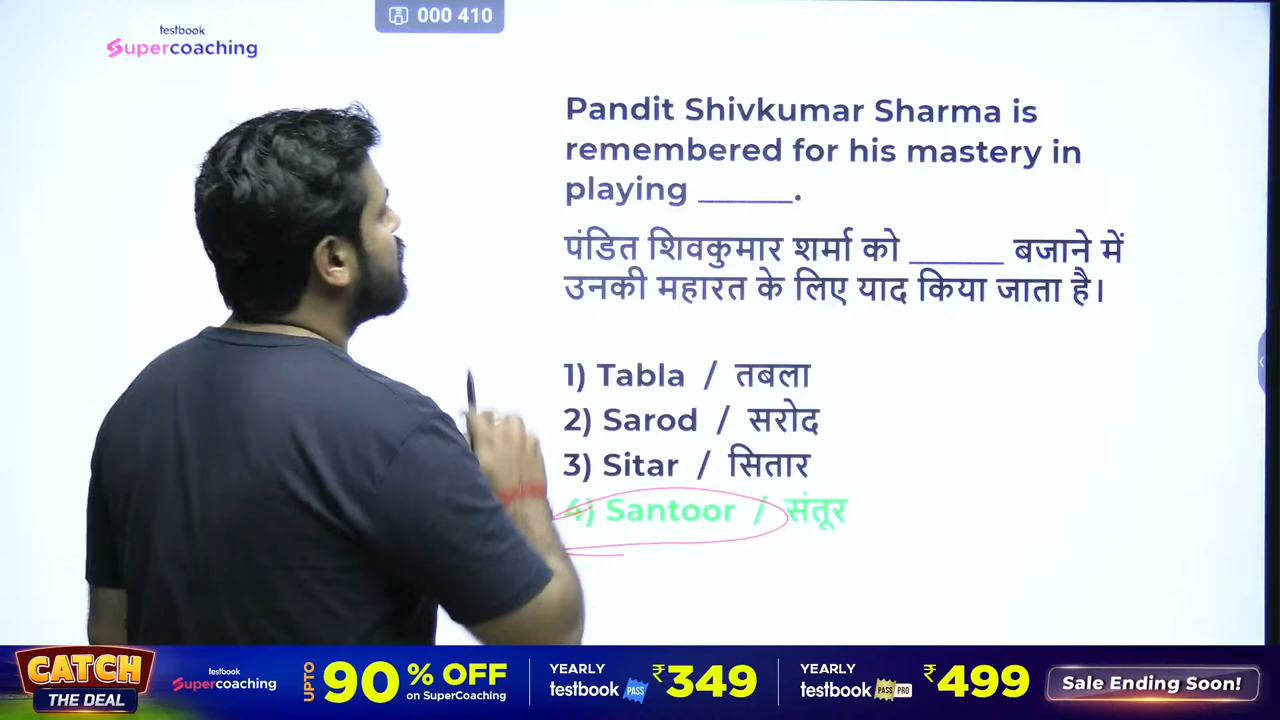 testbook
Supercoaching
000 410
Pandit Shivkumar Sharma is
remembered for his mastery in
playing ______.
पंडित शिवकुमार शर्मा को ______ बजाने में
उनकी महारत के लिए याद किया जाता है।
1) Tabla / तबला
2) Sarod / सरोद
3) Sitar / सितार
4) Santoor / संतूर
CATCH
THE DEAL
testbook
Supercoaching
UPTO 90% OFF
on SuperCoaching
YEARLY
testbook PASS
₹349
YEARLY
testbook PASS PRO
₹499
Sale Ending Soon!